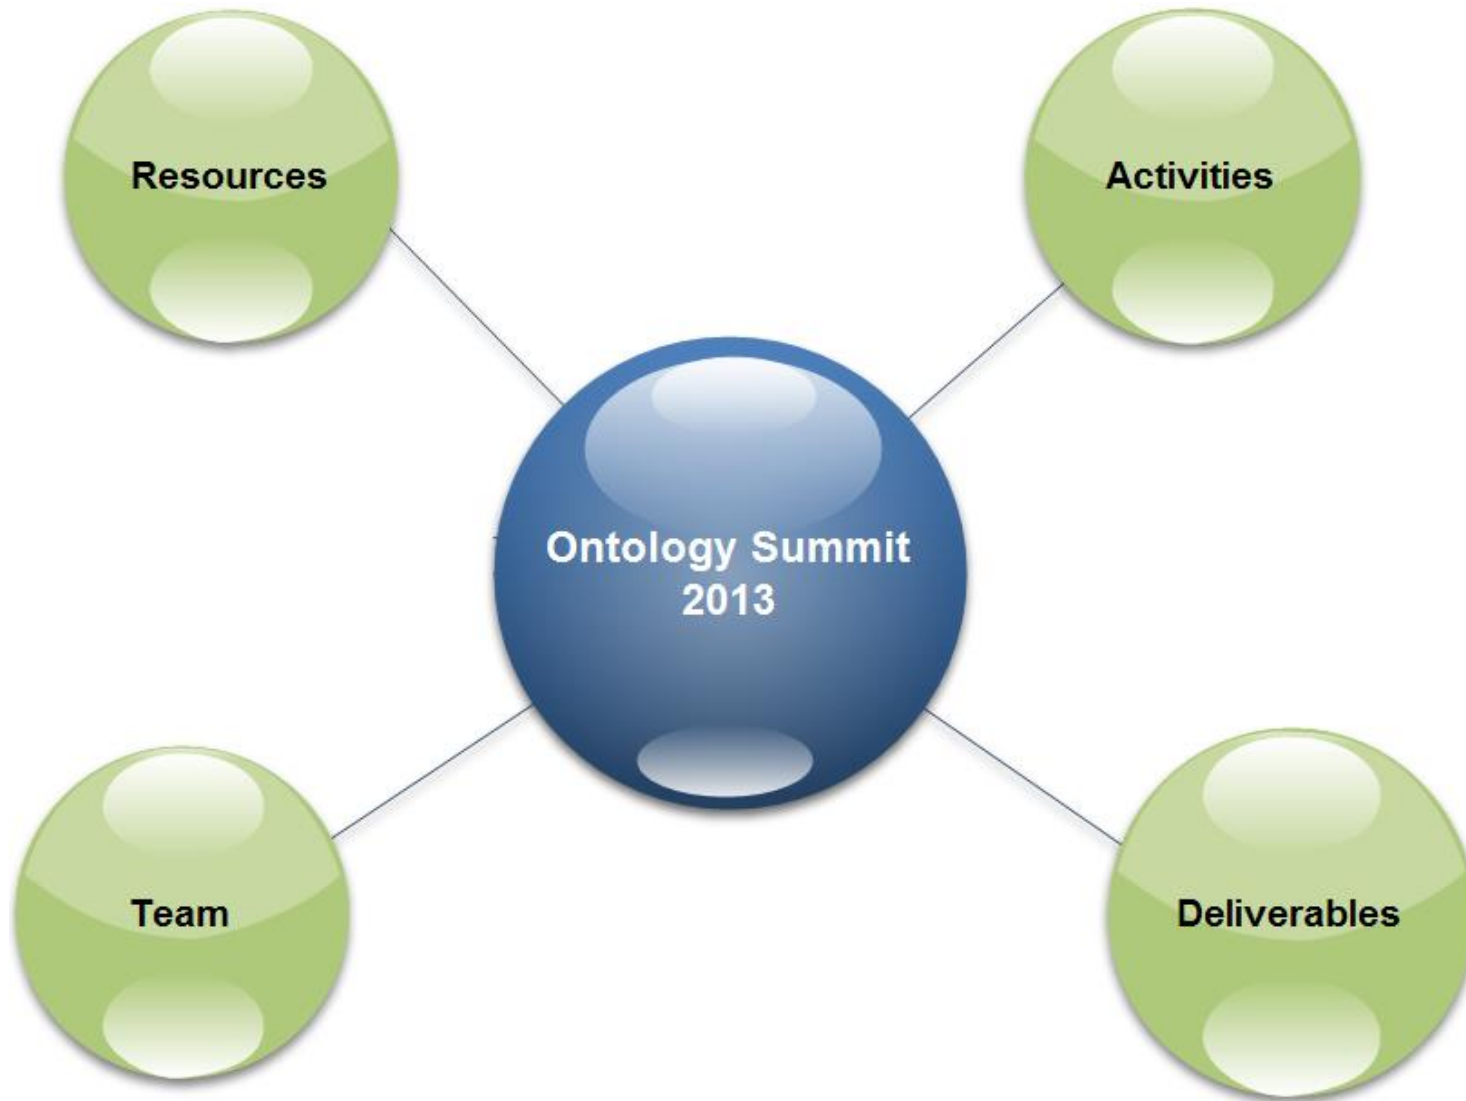 Resources
Activities
Ontology Summit
2013
Team
Deliverables